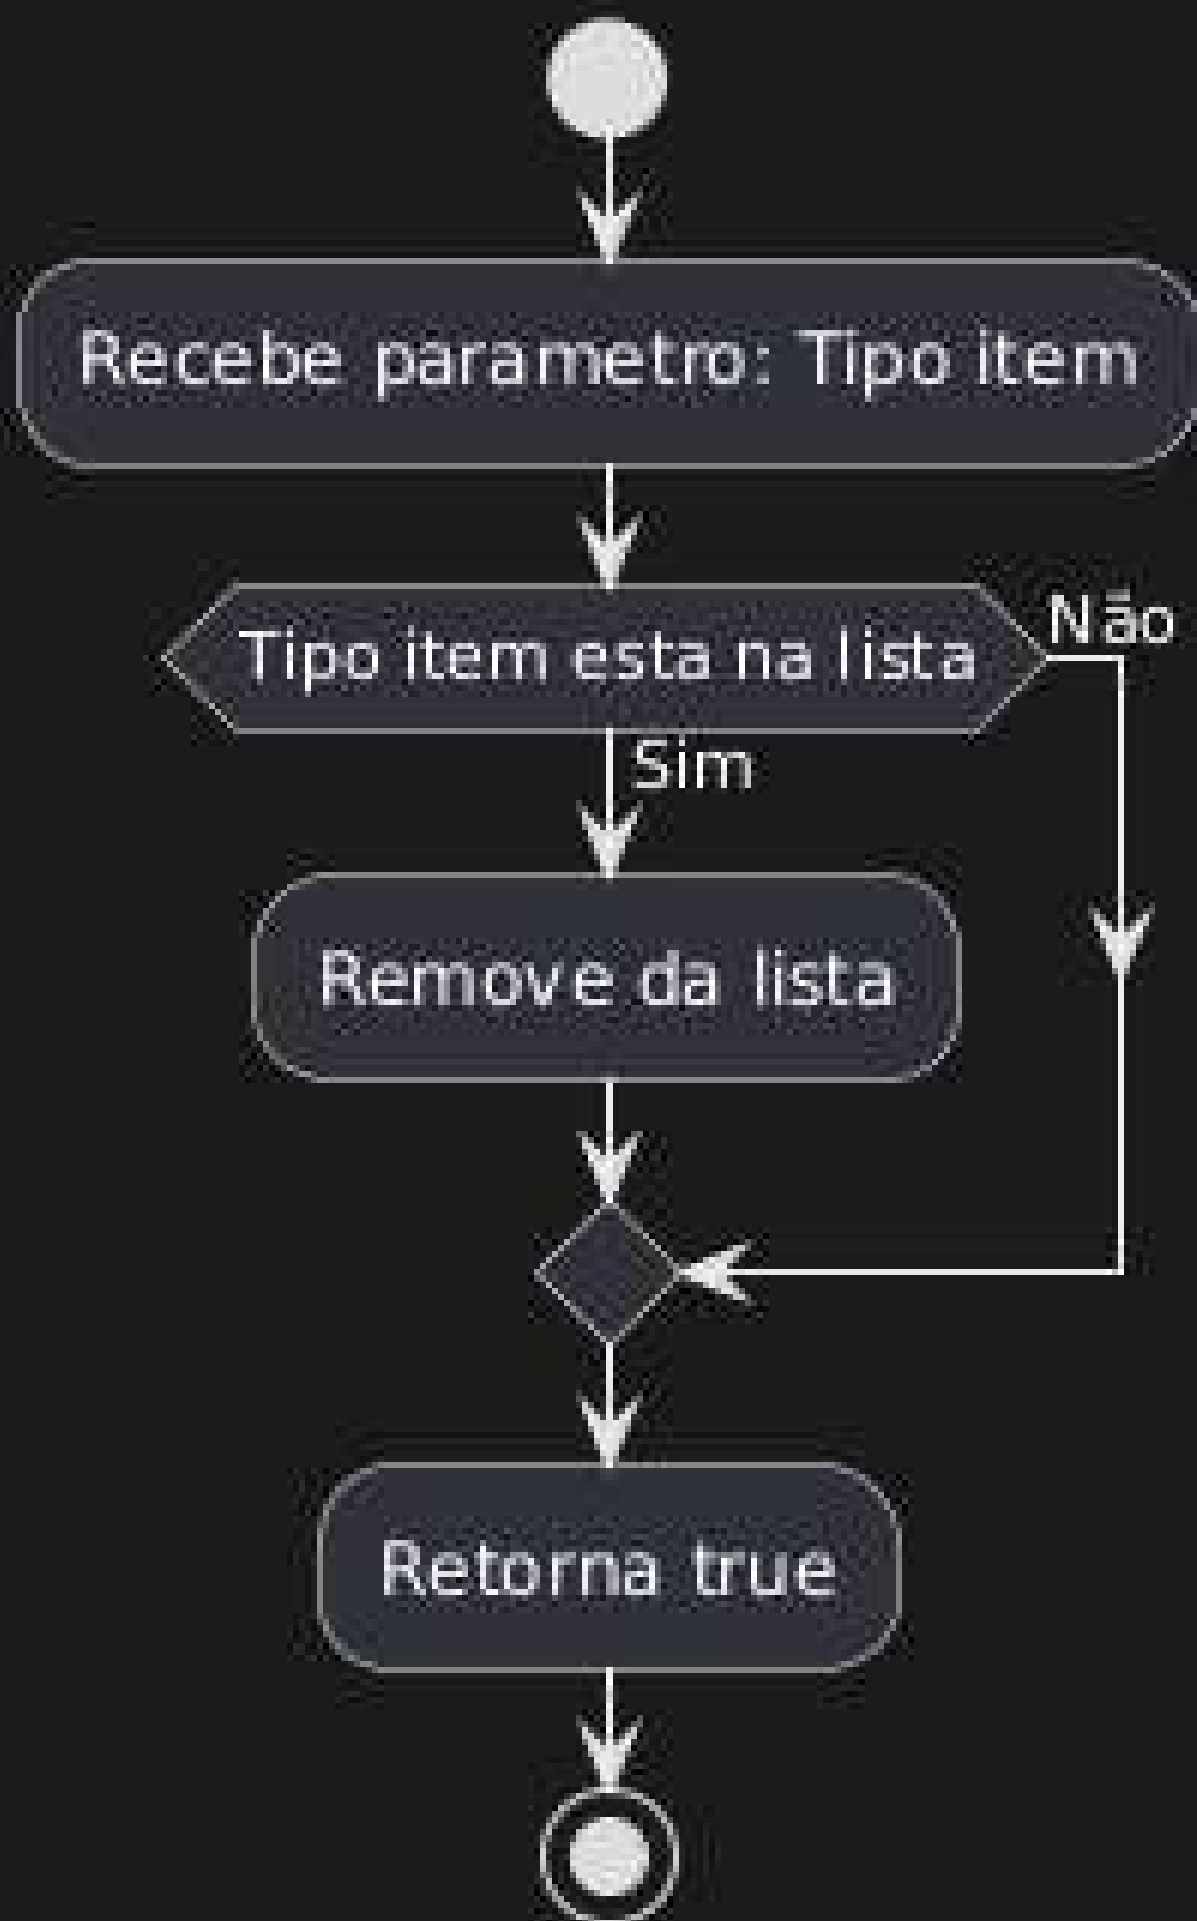 Recebe parametro: Tipo item
Tipo item esta na lista
Não
Sim
Remove da lista
Retorna true